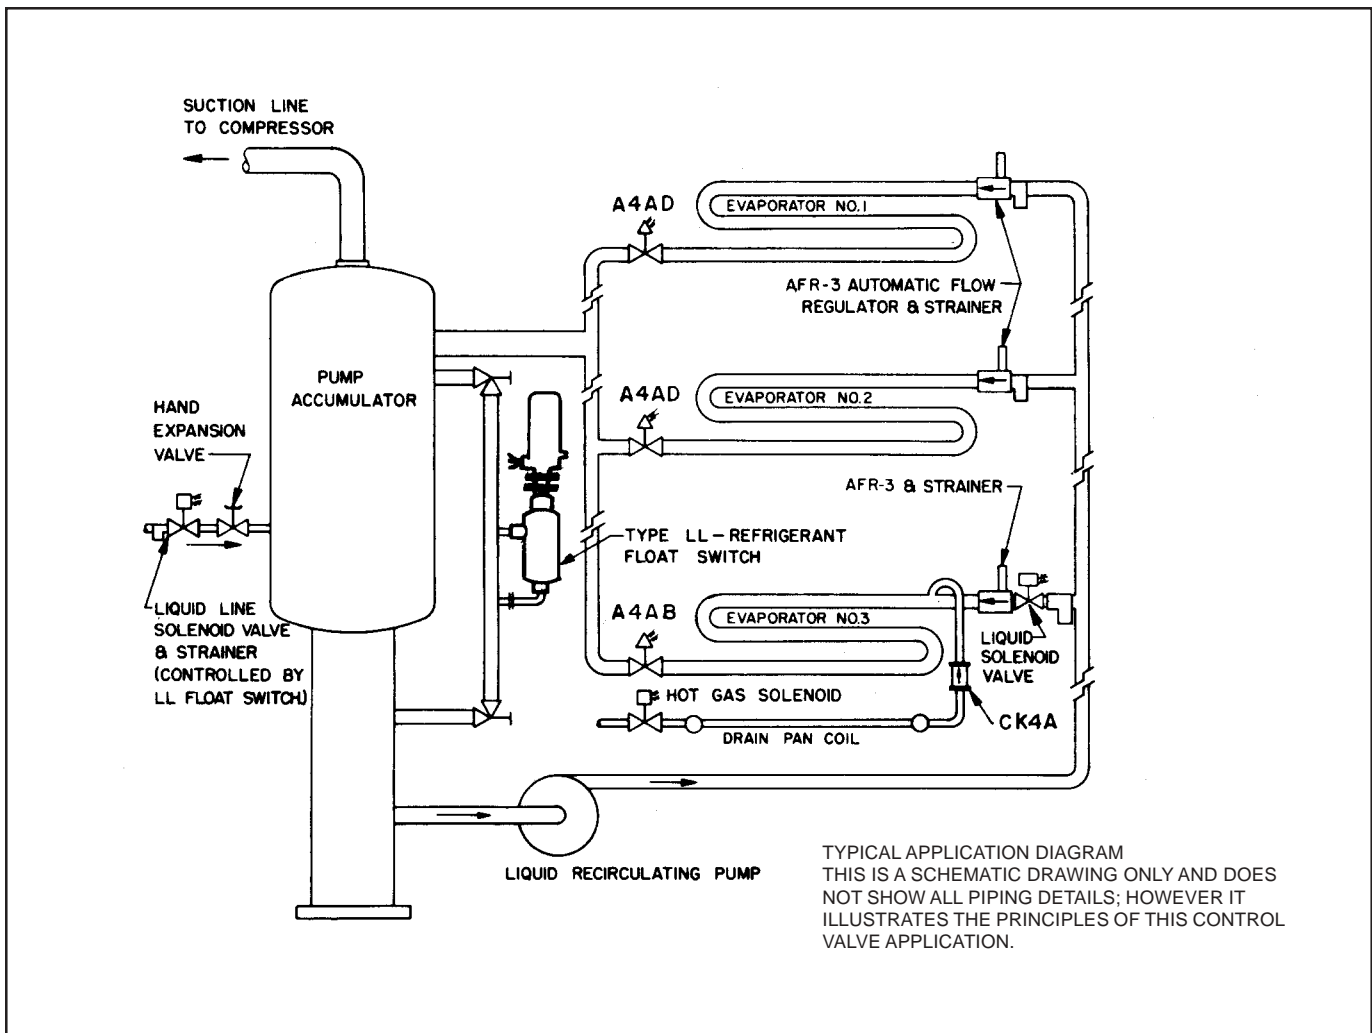 SUCTION LINE
TO COMPRESSOR
A4AD
EVAPORATOR NO.1
AFR-3 AUTOMATIC FLOW
REGULATOR & STRAINER
PUMP
ACCUMULATOR
HAND
EXPANSION
VALVE
A4AD
EVAPORATOR NO.2
AFR-3 & STRAINER
TYPE LL-REFRIGERANT
FLOAT SWITCH
LIQUID LINE
SOLENOID VALVE
& STRAINER
(CONTROLLED BY
LL FLOAT SWITCH.)
A4AB
EVAPORATOR NO.3
LIQUID
SOLENOID
VALVE
HOT GAS SOLENOID
CK4A
DRAIN PAN COIL
LIQUID RECIRCULATING PUMP
TYPICAL APPLICATION DIAGRAM
THIS IS A SCHEMATIC DRAWING ONLY AND DOES
NOT SHOW ALL PIPING DETAILS; HOWEVER IT
ILLUSTRATES THE PRINCIPLES OF THIS CONTROL
VALVE APPLICATION.